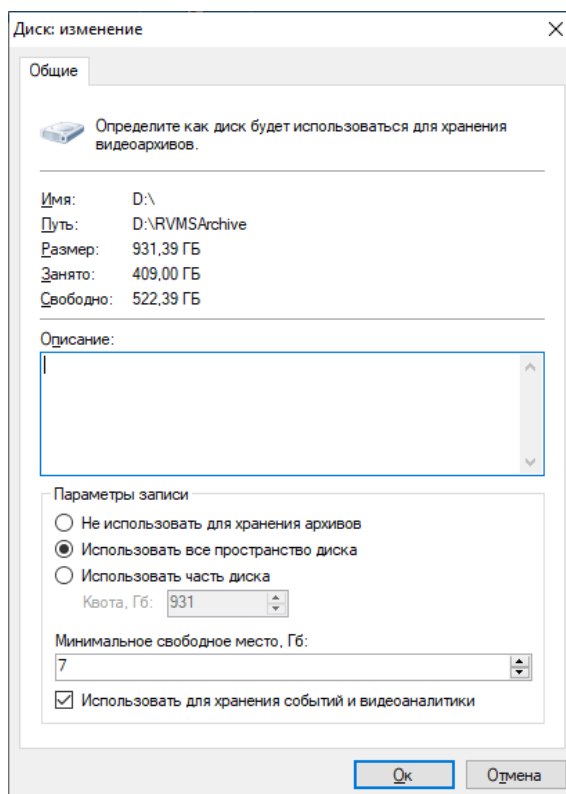 Диск: изменение
Общие
Определите как диск будет использоваться для хранения
видеоархивов.
Имя: D:\
Путь: D:\RVMSArchive
Размер: 931,39 ГБ
Занято: 409,00 ГБ
Свободно: 522,39 ГБ
Описание:
Параметры записи
Не использовать для хранения архивов
Использовать все пространство диска
Использовать часть диска
Квота, Гб: 931
Минимальное свободное место, Гб:
7
Использовать для хранения событий и видеоаналитики
Ок Отмена